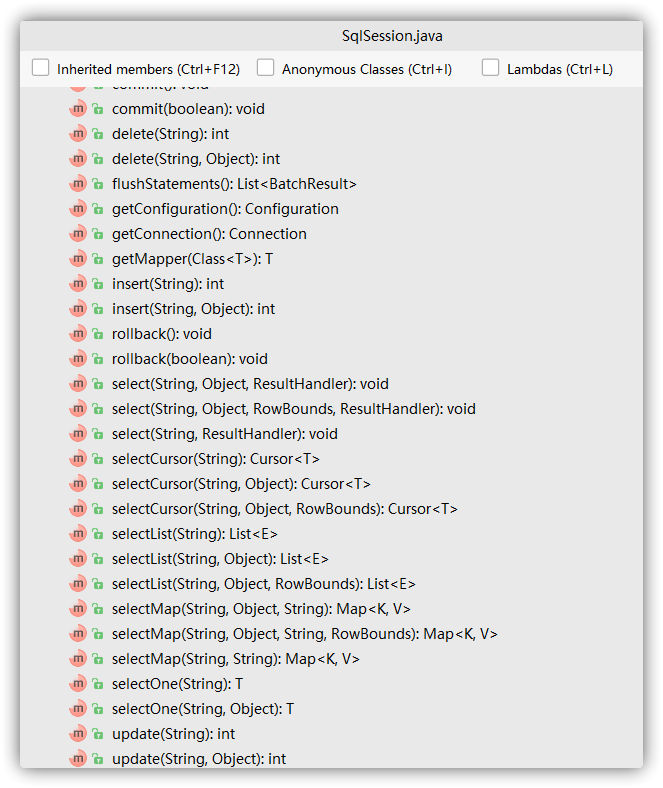 SqlSession.java
Inherited members (Ctrl+F12) Anonymous Classes (Ctrl+I) Lambdas (Ctrl+L)
commit(): void
commit(boolean): void
delete(String): int
delete(String, Object): int
flushStatements(): List<BatchResult>
getConfiguration(): Configuration
getConnection(): Connection
getMapper(Class<T>): T
insert(String): int
insert(String, Object): int
rollback(): void
rollback(boolean): void
select(String, Object, ResultHandler): void
select(String, Object, RowBounds, ResultHandler): void
select(String, ResultHandler): void
selectCursor(String): Cursor<T>
selectCursor(String, Object): Cursor<T>
selectCursor(String, Object, RowBounds): Cursor<T>
selectList(String): List<E>
selectList(String, Object): List<E>
selectList(String, Object, RowBounds): List<E>
selectMap(String, Object, String): Map<K, V>
selectMap(String, Object, String, RowBounds): Map<K, V>
selectMap(String, String): Map<K, V>
selectOne(String): T
selectOne(String, Object): T
update(String): int
update(String, Object): int